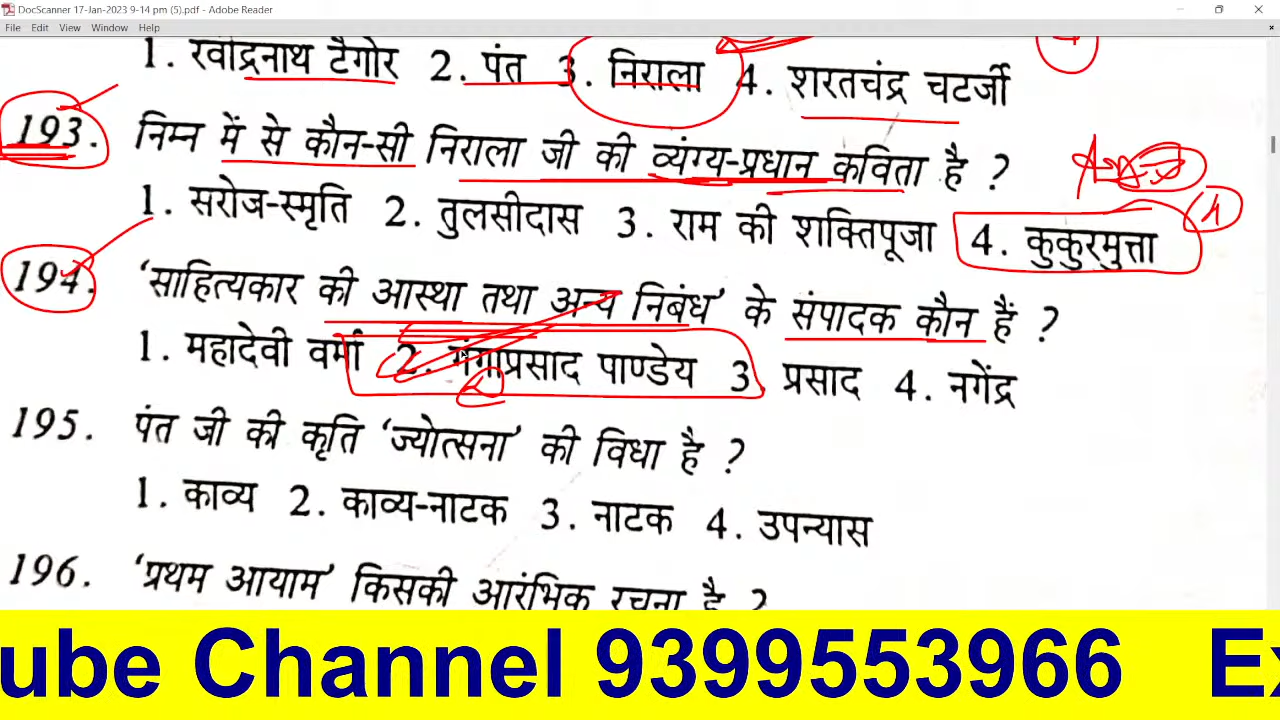 DocScanner 17-Jan-2023 9-14 pm (5).pdf - Adobe Reader
File Edit View Window Help
1. रवींद्रनाथ टैगोर 2. पंत 3. निराला 4. शरतचंद्र चटर्जी
193. निम्न में से कौन-सी निराला जी की व्यंग्य-प्रधान कविता है ?
1. सरोज-स्मृति 2. तुलसीदास 3. राम की शक्तिपूजा 4. कुकुरमुत्ता
194. 'साहित्यकार की आस्था तथा अन्य निबंध' के संपादक कौन हैं ?
1. महादेवी वर्मा 2. गंगाप्रसाद पाण्डेय 3. प्रसाद 4. नगेंद्र
195. पंत जी की कृति 'ज्योत्सना' की विधा है ?
1. काव्य 2. काव्य-नाटक 3. नाटक 4. उपन्यास
196. 'प्रथम आयाम' किसकी आरंभिक रचना है ?
ube Channel 9399553966 Ex